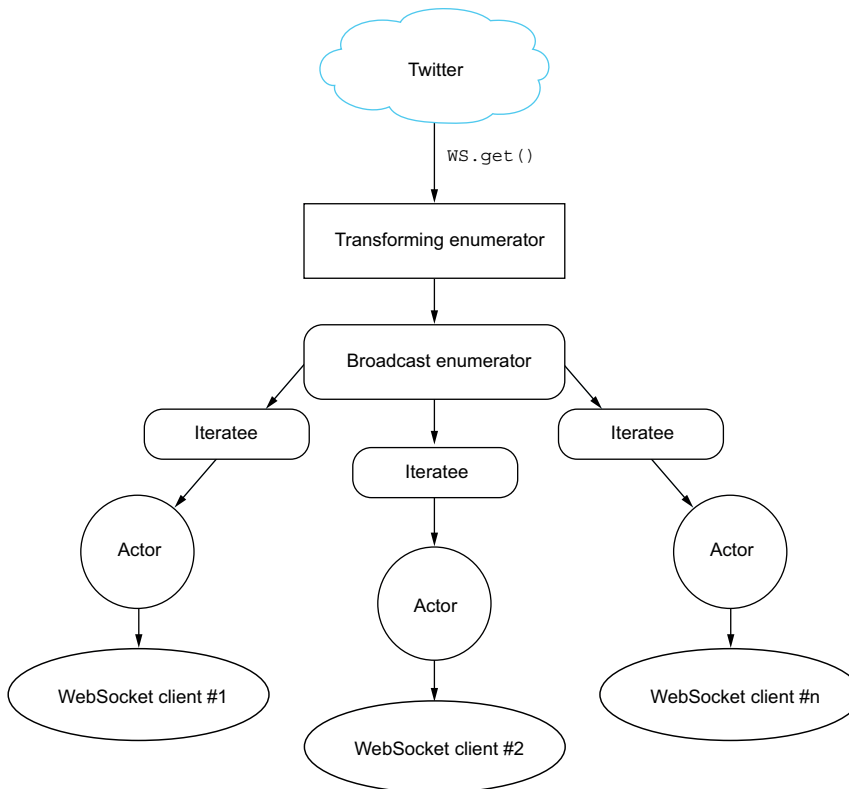 Twitter
WS.get()
Transforming enumerator
Broadcast enumerator
Iteratee
Iteratee
Iteratee
Actor
Actor
Actor
WebSocket client #1
WebSocket client #n
WebSocket client #2